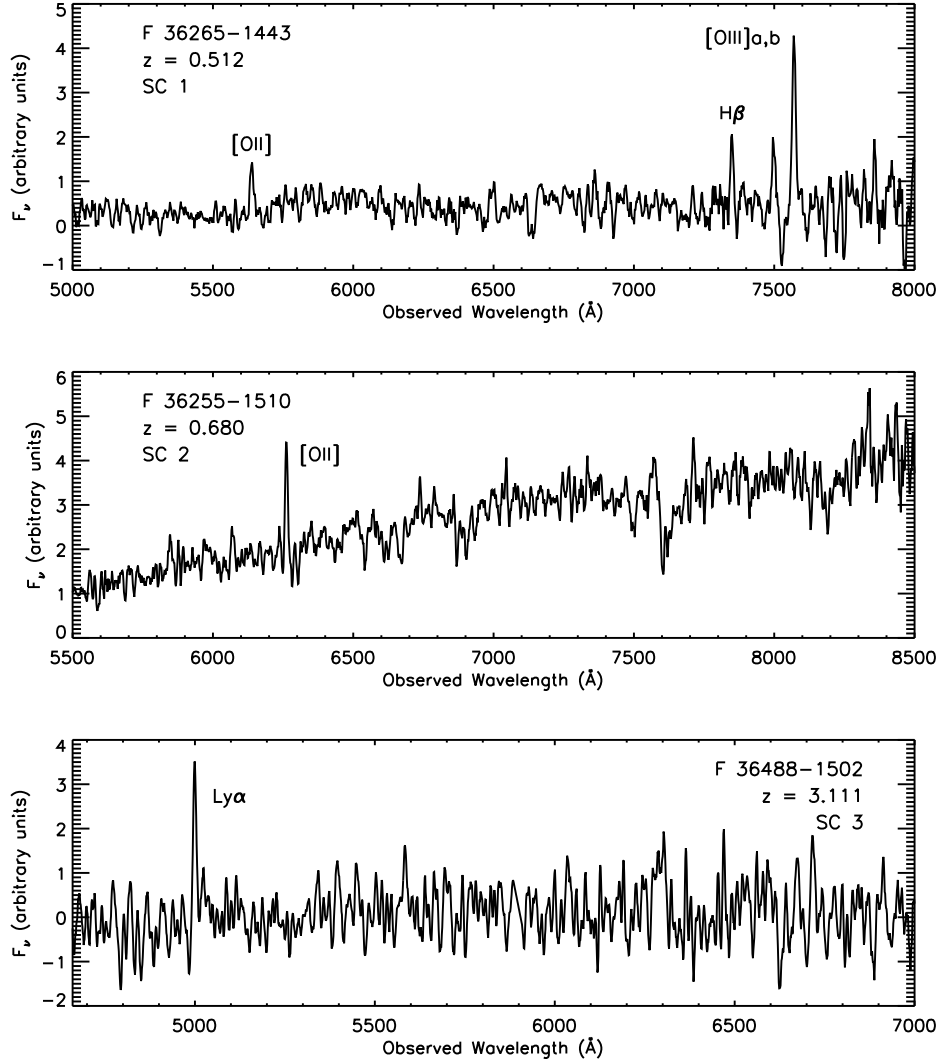 F 36265−1443
z = 0.512
SC 1
[OII]
Hβ
[OIII]a,b
F_ν (arbitrary units)
5
4
3
2
1
0
−1
5000 5500 6000 6500 7000 7500 8000
Observed Wavelength (Å)
F 36255−1510
z = 0.680
SC 2
[OII]
F_ν (arbitrary units)
6
5
4
3
2
1
0
5500 6000 6500 7000 7500 8000 8500
Observed Wavelength (Å)
F 36488−1502
z = 3.111
SC 3
Lyα
F_ν (arbitrary units)
4
3
2
1
0
−1
−2
5000 5500 6000 6500 7000
Observed Wavelength (Å)